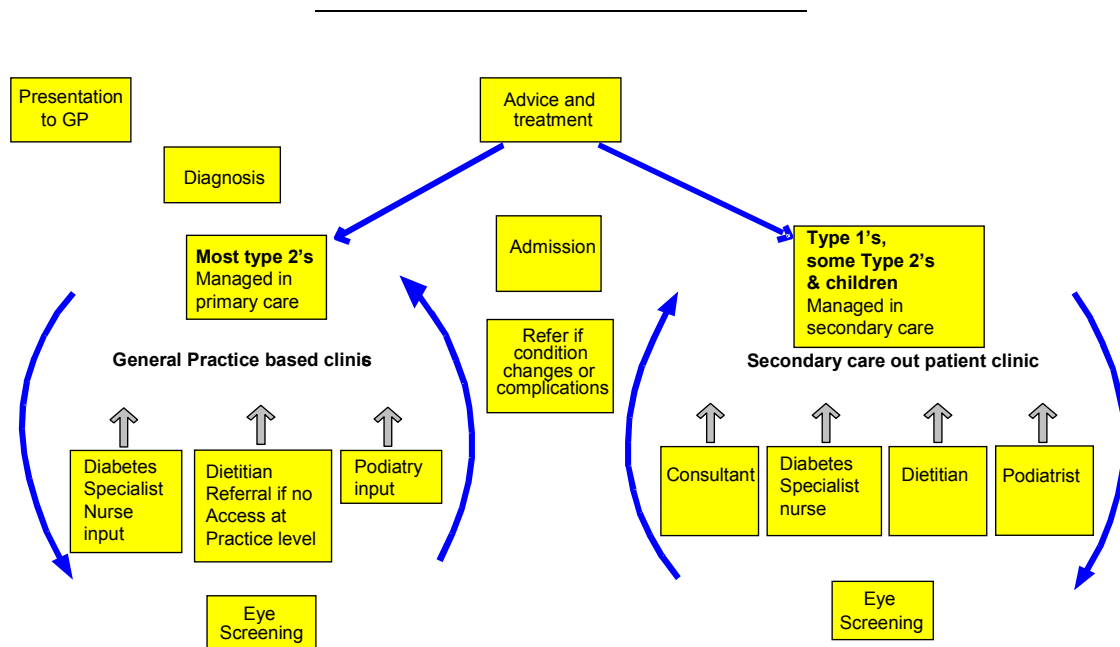 Presentation
to GP
Advice and
treatment
Diagnosis
Most type 2’s
Managed in
primary care
Admission
Type 1’s,
some Type 2’s
& children
Managed in
secondary care
Refer if
condition
changes or
complications
General Practice based clinis
Secondary care out patient clinic
Diabetes
Specialist
Nurse
input
Dietitian
Referral if no
Access at
Practice level
Podiatry
input
Consultant
Diabetes
Specialist
nurse
Dietitian
Podiatrist
Eye
Screening
Eye
Screening